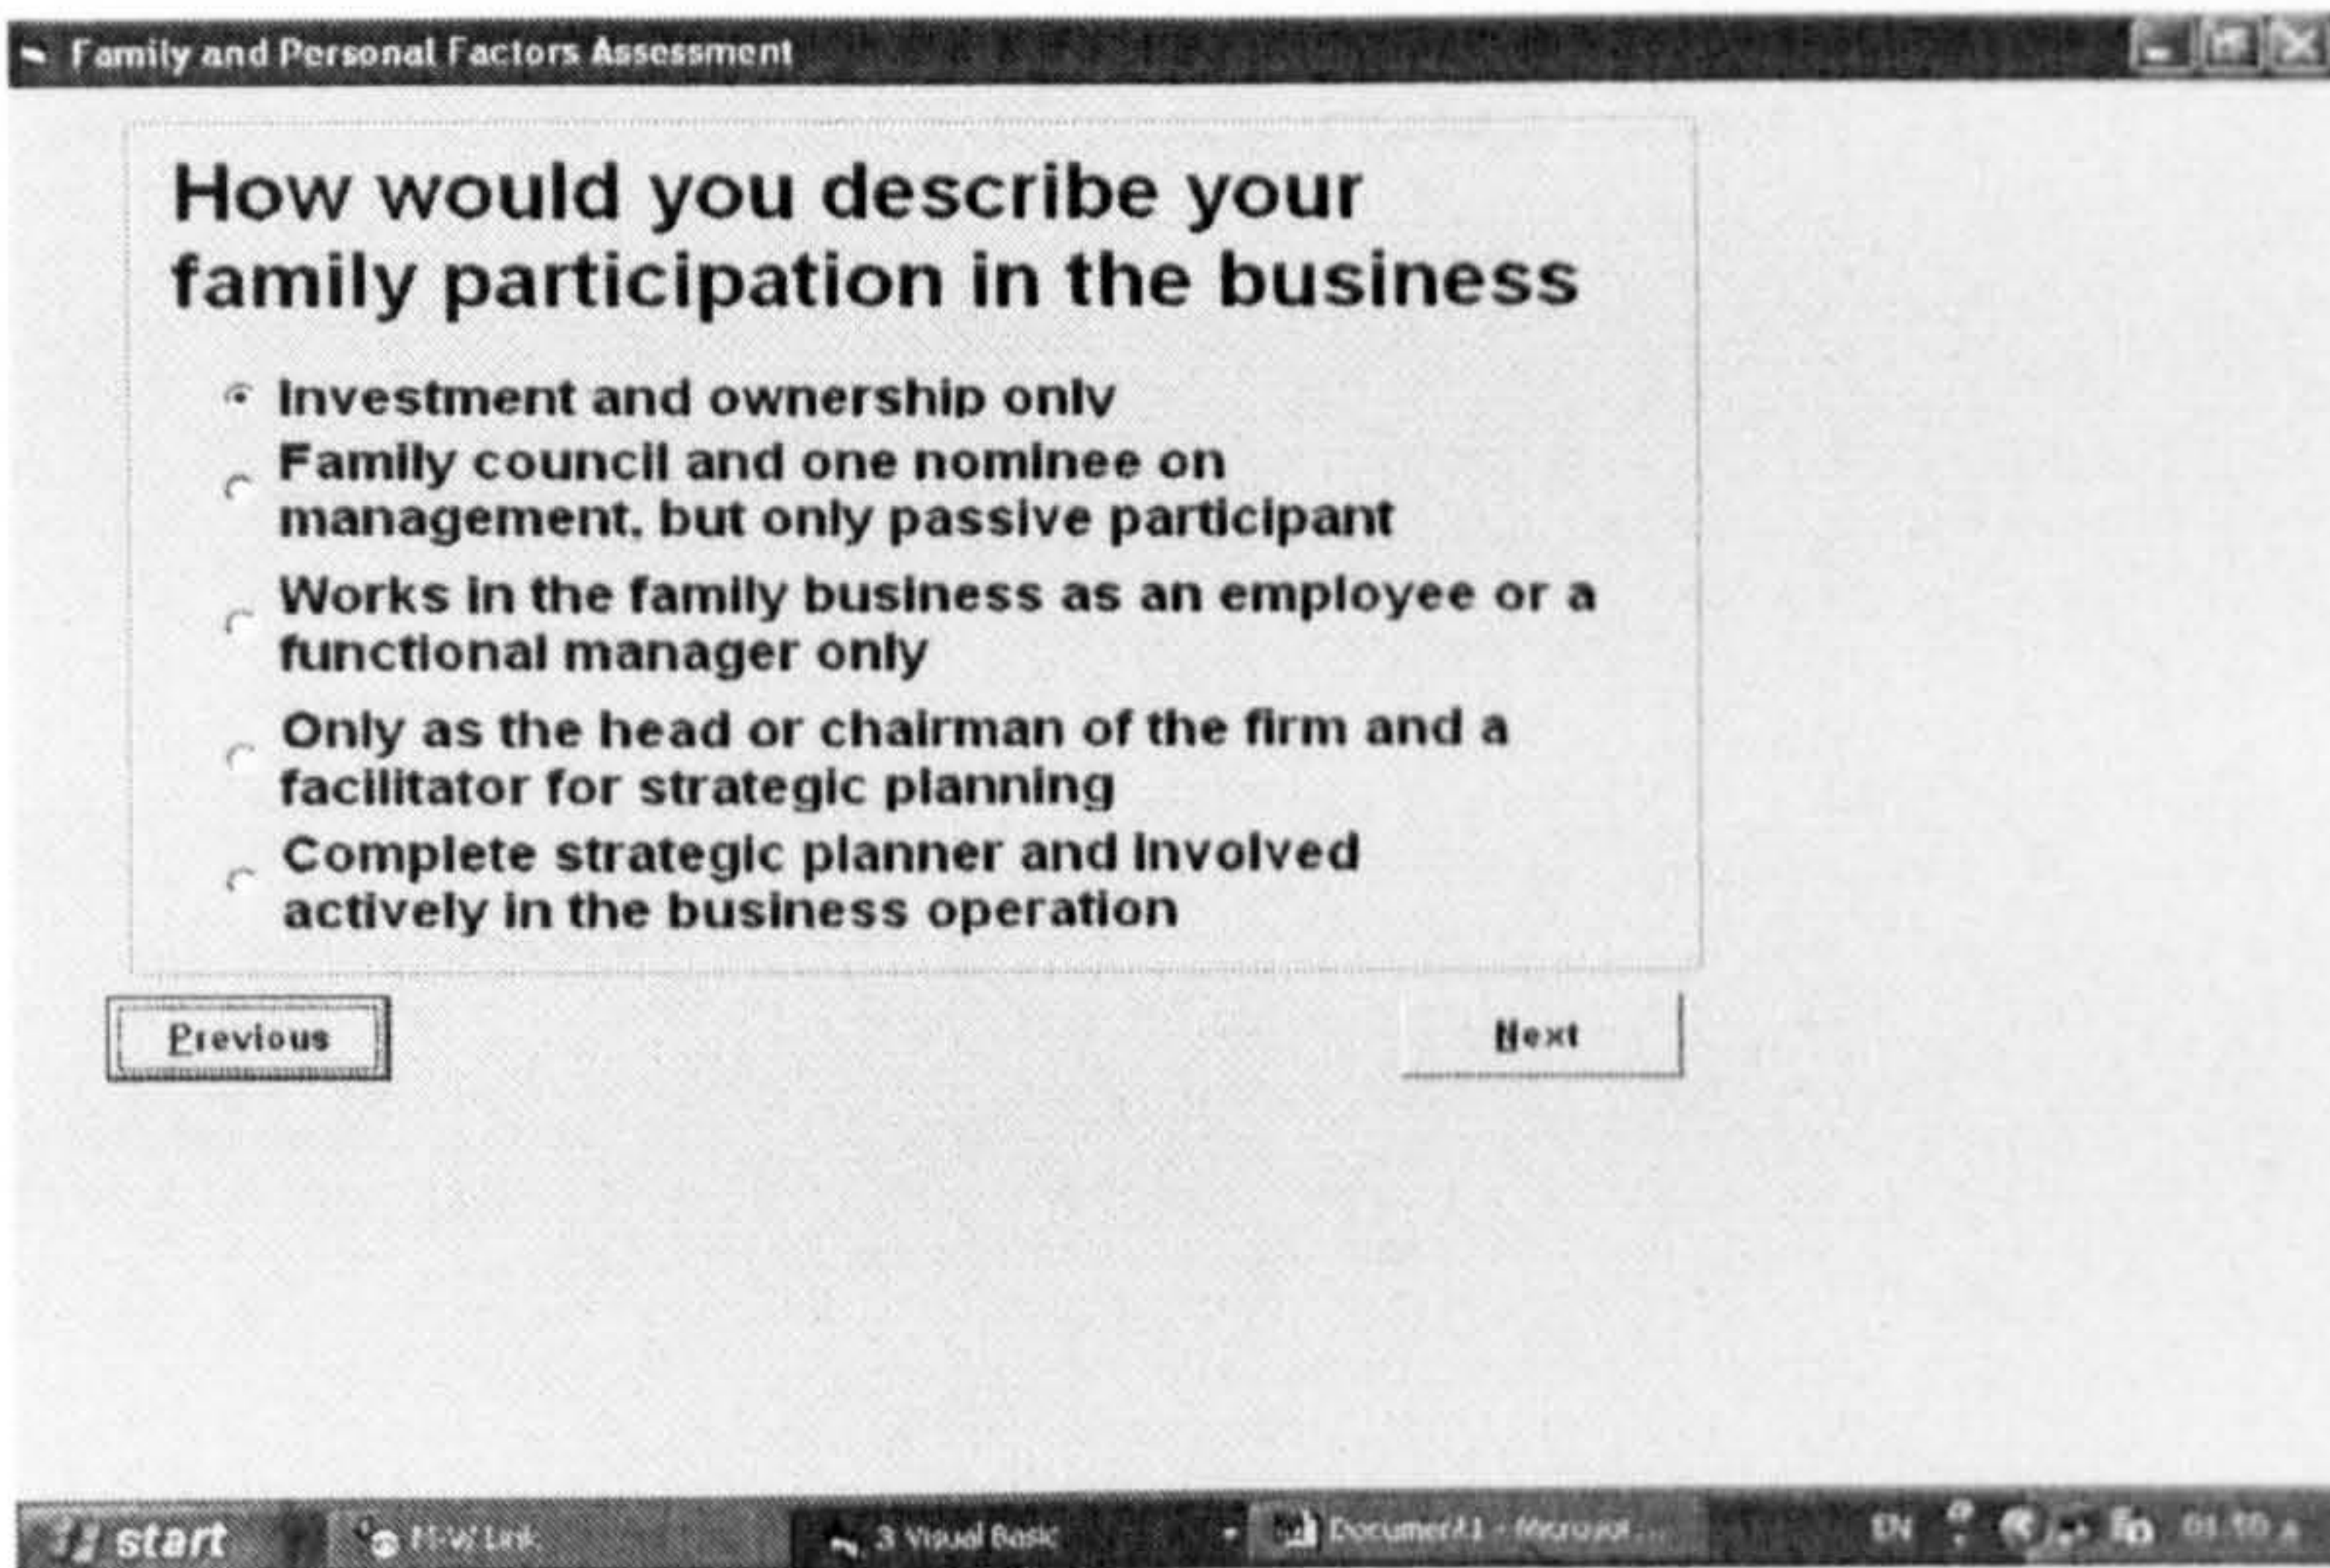 Family and Personal Factors Assessment
How would you describe your
family participation in the business
Investment and ownership only
Family council and one nominee on
management, but only passive participant
Works in the family business as an employee or a
functional manager only
Only as the head or chairman of the firm and a
facilitator for strategic planning
Complete strategic planner and involved
actively in the business operation
Previous
Next
start
M-W Link
3 Visual Basic
EN